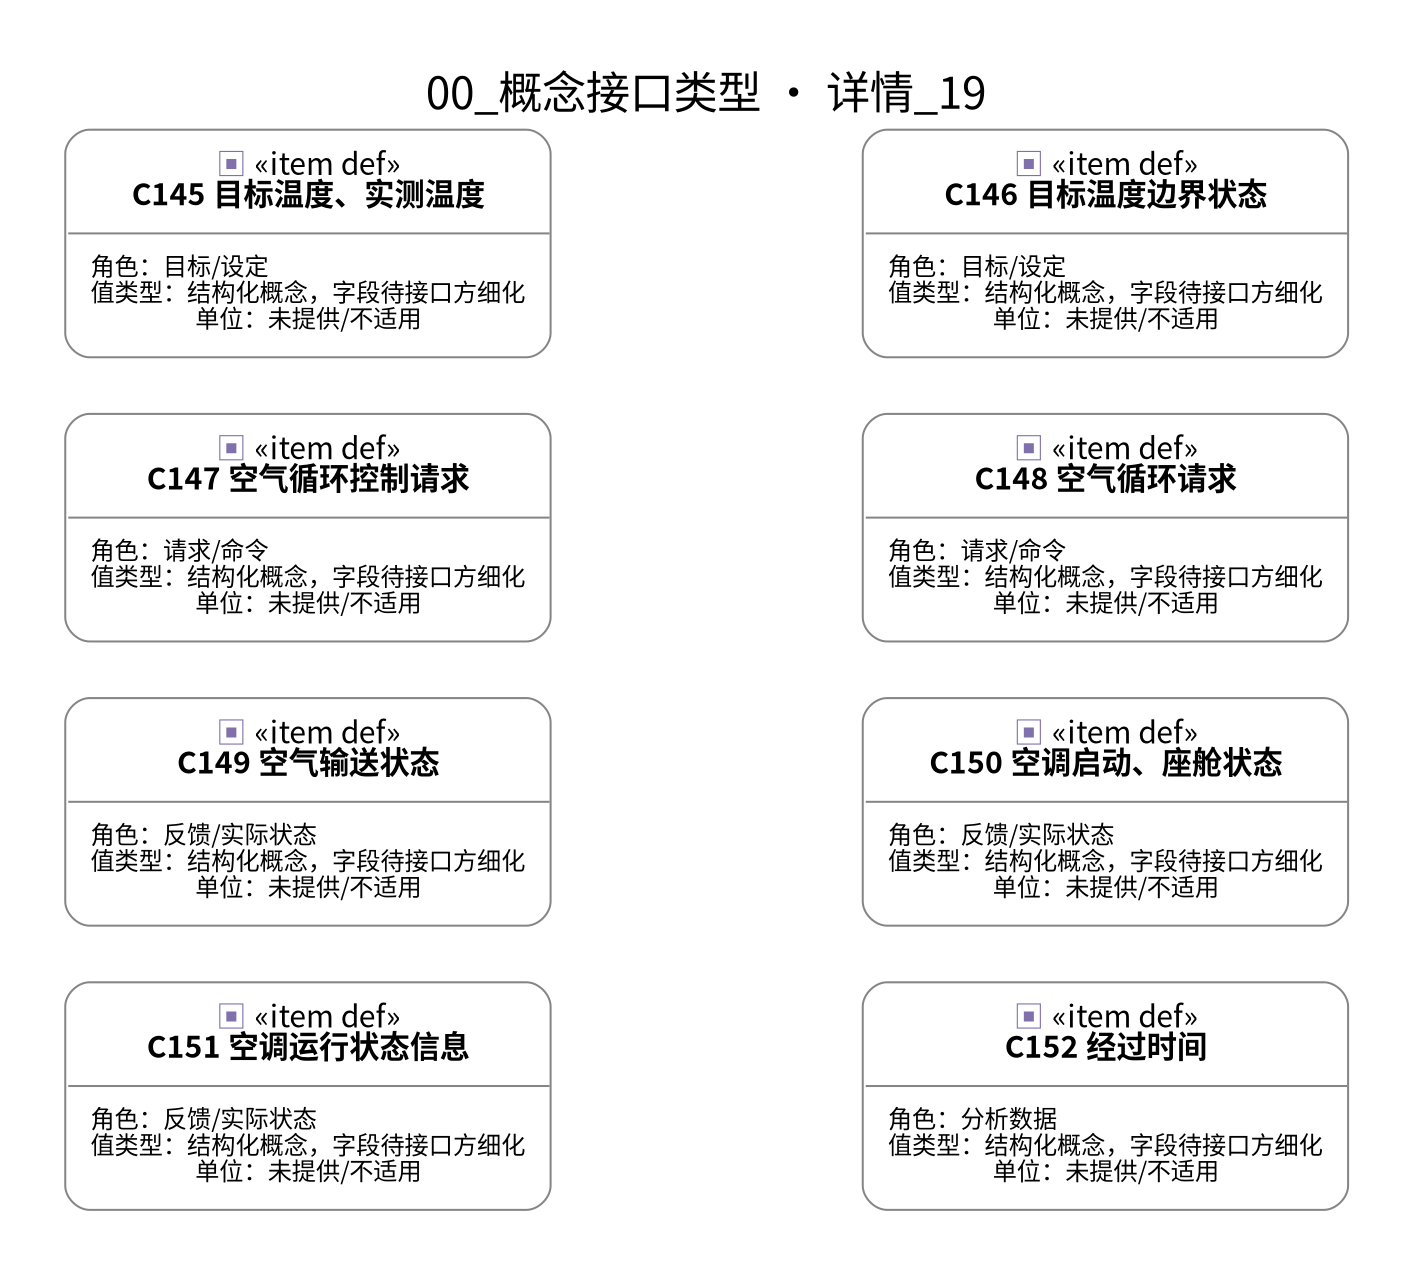 00_概念接口类型 · 详情_19
«item def»
C145 目标温度、实测温度
角色：目标/设定
值类型：结构化概念，字段待接口方细化
单位：未提供/不适用
«item def»
C146 目标温度边界状态
角色：目标/设定
值类型：结构化概念，字段待接口方细化
单位：未提供/不适用
«item def»
C147 空气循环控制请求
角色：请求/命令
值类型：结构化概念，字段待接口方细化
单位：未提供/不适用
«item def»
C148 空气循环请求
角色：请求/命令
值类型：结构化概念，字段待接口方细化
单位：未提供/不适用
«item def»
C149 空气输送状态
角色：反馈/实际状态
值类型：结构化概念，字段待接口方细化
单位：未提供/不适用
«item def»
C150 空调启动、座舱状态
角色：反馈/实际状态
值类型：结构化概念，字段待接口方细化
单位：未提供/不适用
«item def»
C151 空调运行状态信息
角色：反馈/实际状态
值类型：结构化概念，字段待接口方细化
单位：未提供/不适用
«item def»
C152 经过时间
角色：分析数据
值类型：结构化概念，字段待接口方细化
单位：未提供/不适用